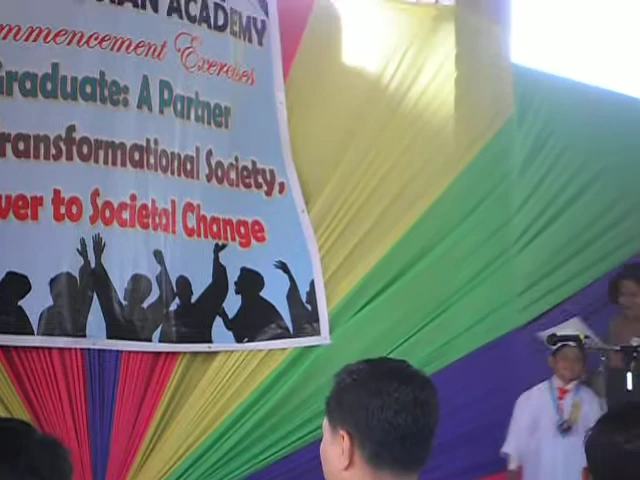 ACADEMY
Commencement Exercises
Graduate: A Partner
Transformational Society,
to Societal Change